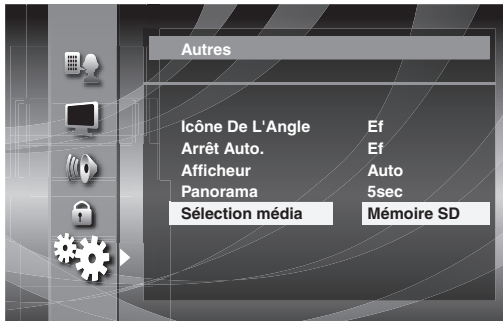 Autres
Icône De L'Angle Ef
Arrêt Auto. Ef
Afficheur Auto
Panorama 5sec
Sélection média Mémoire SD